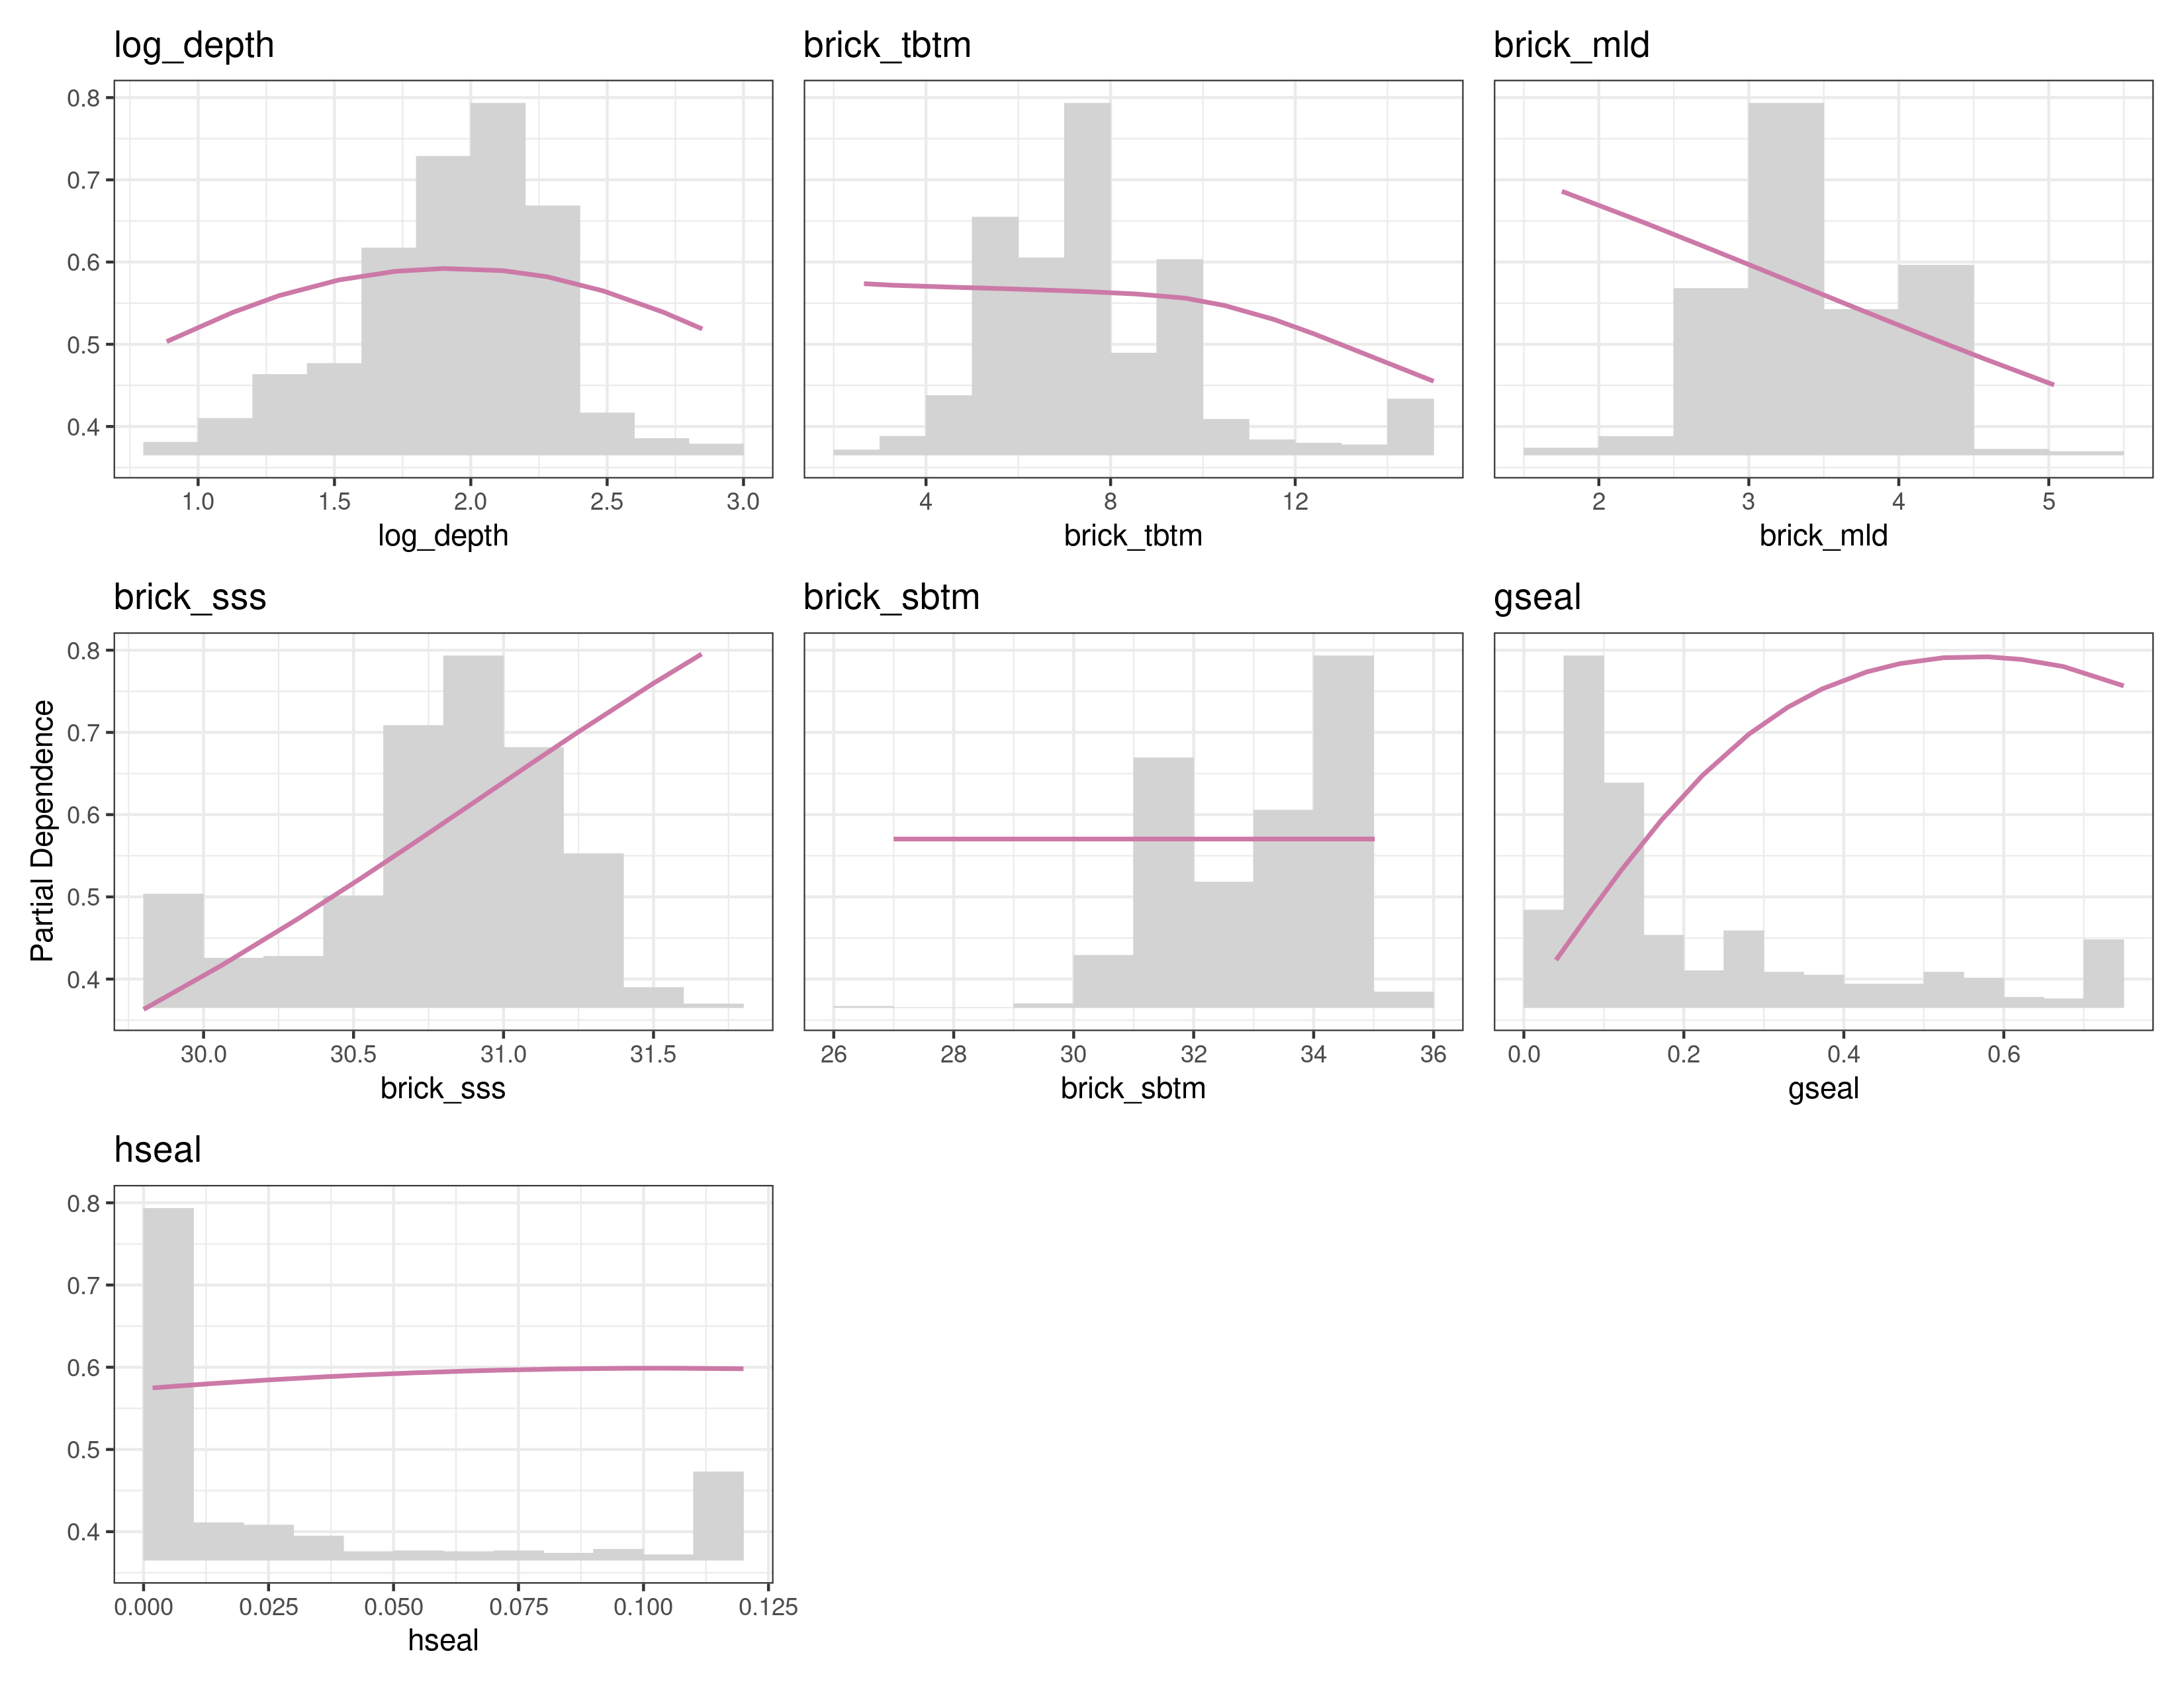 log_depth
brick_tbtm
brick_mld
0.8
0.7
0.6
0.5
0.4
1.0 1.5 2.0 2.5 3.0
4 8 12
2 3 4 5
log_depth
brick_tbtm
brick_mld
brick_sss
brick_sbtm
gseal
Partial Dependence
0.8
0.7
0.6
0.5
0.4
30.0 30.5 31.0 31.5
26 28 30 32 34 36
0.0 0.2 0.4 0.6
brick_sss
brick_sbtm
gseal
hseal
0.8
0.7
0.6
0.5
0.4
0.000 0.025 0.050 0.075 0.100 0.125
hseal